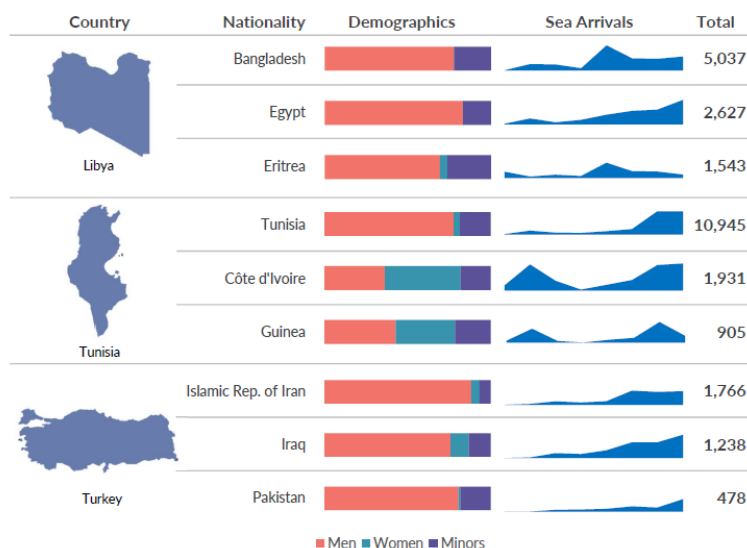 Country Nationality Demographics Sea Arrivals Total
Bangladesh 5,037
Egypt 2,627
Libya
Eritrea 1,543
Tunisia 10,945
Côte d'Ivoire 1,931
Guinea 905
Tunisia
Islamic Rep. of Iran 1,766
Iraq 1,238
Turkey
Pakistan 478
Men Women Minors